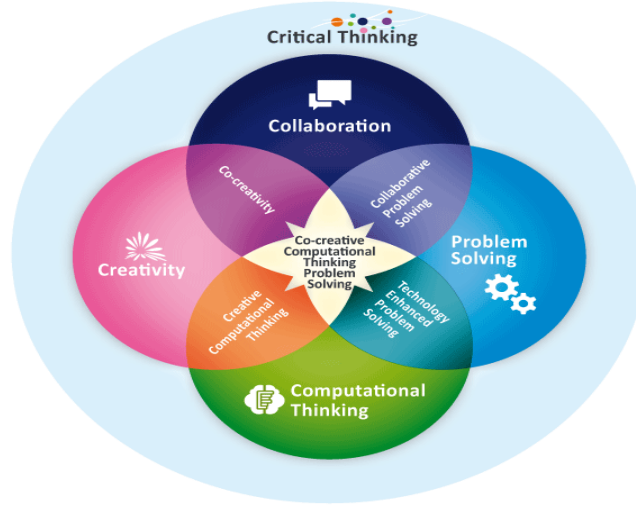 Critical Thinking
Collaboration
Co-creativity
Collaborative
Problem
Solving
Creativity
Co-creative
Computational
Thinking
Problem
Solving
Problem
Solving
Creative
Computational
Thinking
Technology
Enhanced
Problem
Solving
Computational
Thinking